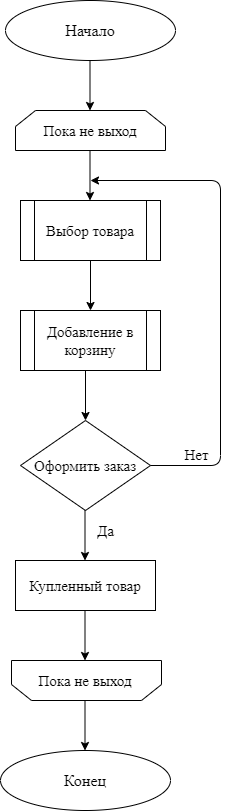 Начало
Пока не выход
Выбор товара
Добавление в
корзину
Оформить заказ
Нет
Да
Купленный товар
Пока не выход
Конец